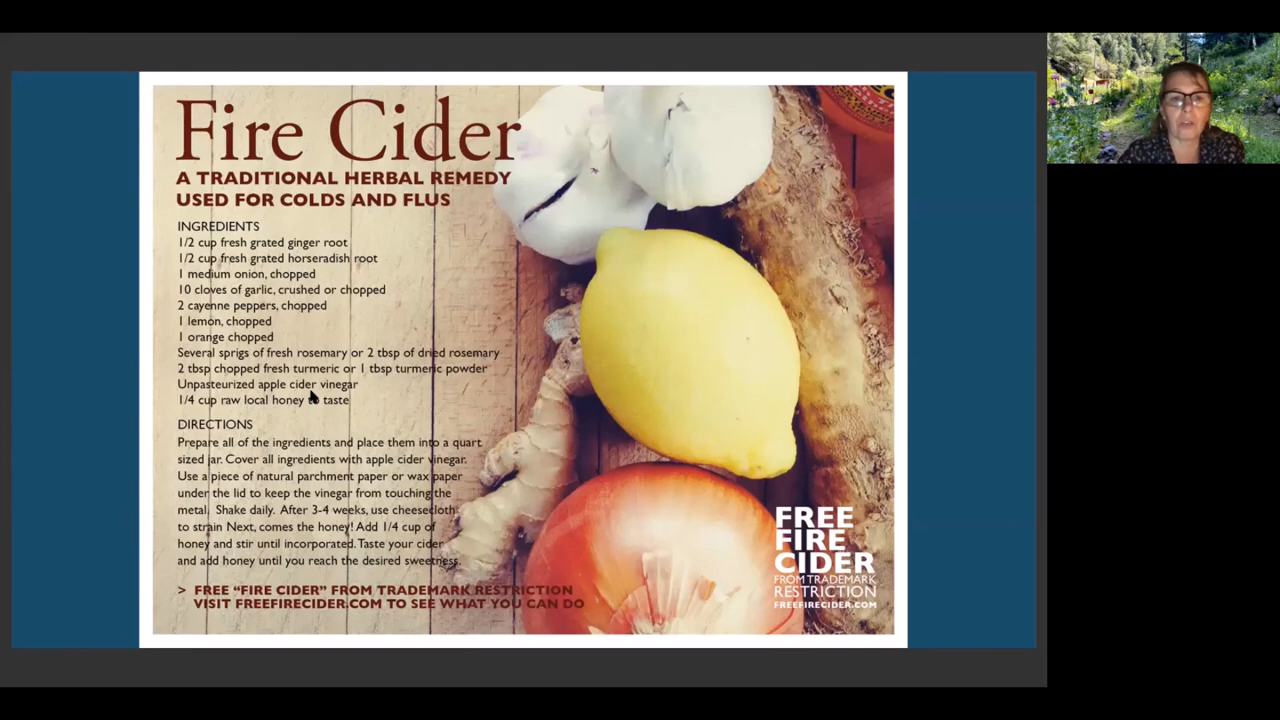 Fire Cider
A TRADITIONAL HERBAL REMEDY
USED FOR COLDS AND FLUS
INGREDIENTS
1/2 cup fresh grated ginger root
1/2 cup fresh grated horseradish root
1 medium onion, chopped
10 cloves of garlic, crushed or chopped
2 cayenne peppers, chopped
1 lemon, chopped
1 orange chopped
Several sprigs of fresh rosemary or 2 tbsp of dried rosemary
2 tbsp chopped fresh turmeric or 1 tbsp turmeric powder
Unpasteurized apple cider vinegar
1/4 cup raw local honey to taste
DIRECTIONS
Prepare all of the ingredients and place them into a quart
sized jar. Cover all ingredients with apple cider vinegar.
Use a piece of natural parchment paper or wax paper
under the lid to keep the vinegar from touching the
metal. Shake daily. After 3-4 weeks, use cheesecloth
to strain Next, comes the honey! Add 1/4 cup of
honey and stir until incorporated. Taste your cider
and add honey until you reach the desired sweetness.
> FREE “FIRE CIDER” FROM TRADEMARK RESTRICTION
VISIT FREEFIRECIDER.COM TO SEE WHAT YOU CAN DO
FREE
FIRE
CIDER
FROM TRADEMARK
RESTRICTION
FREEFIRECIDER.COM